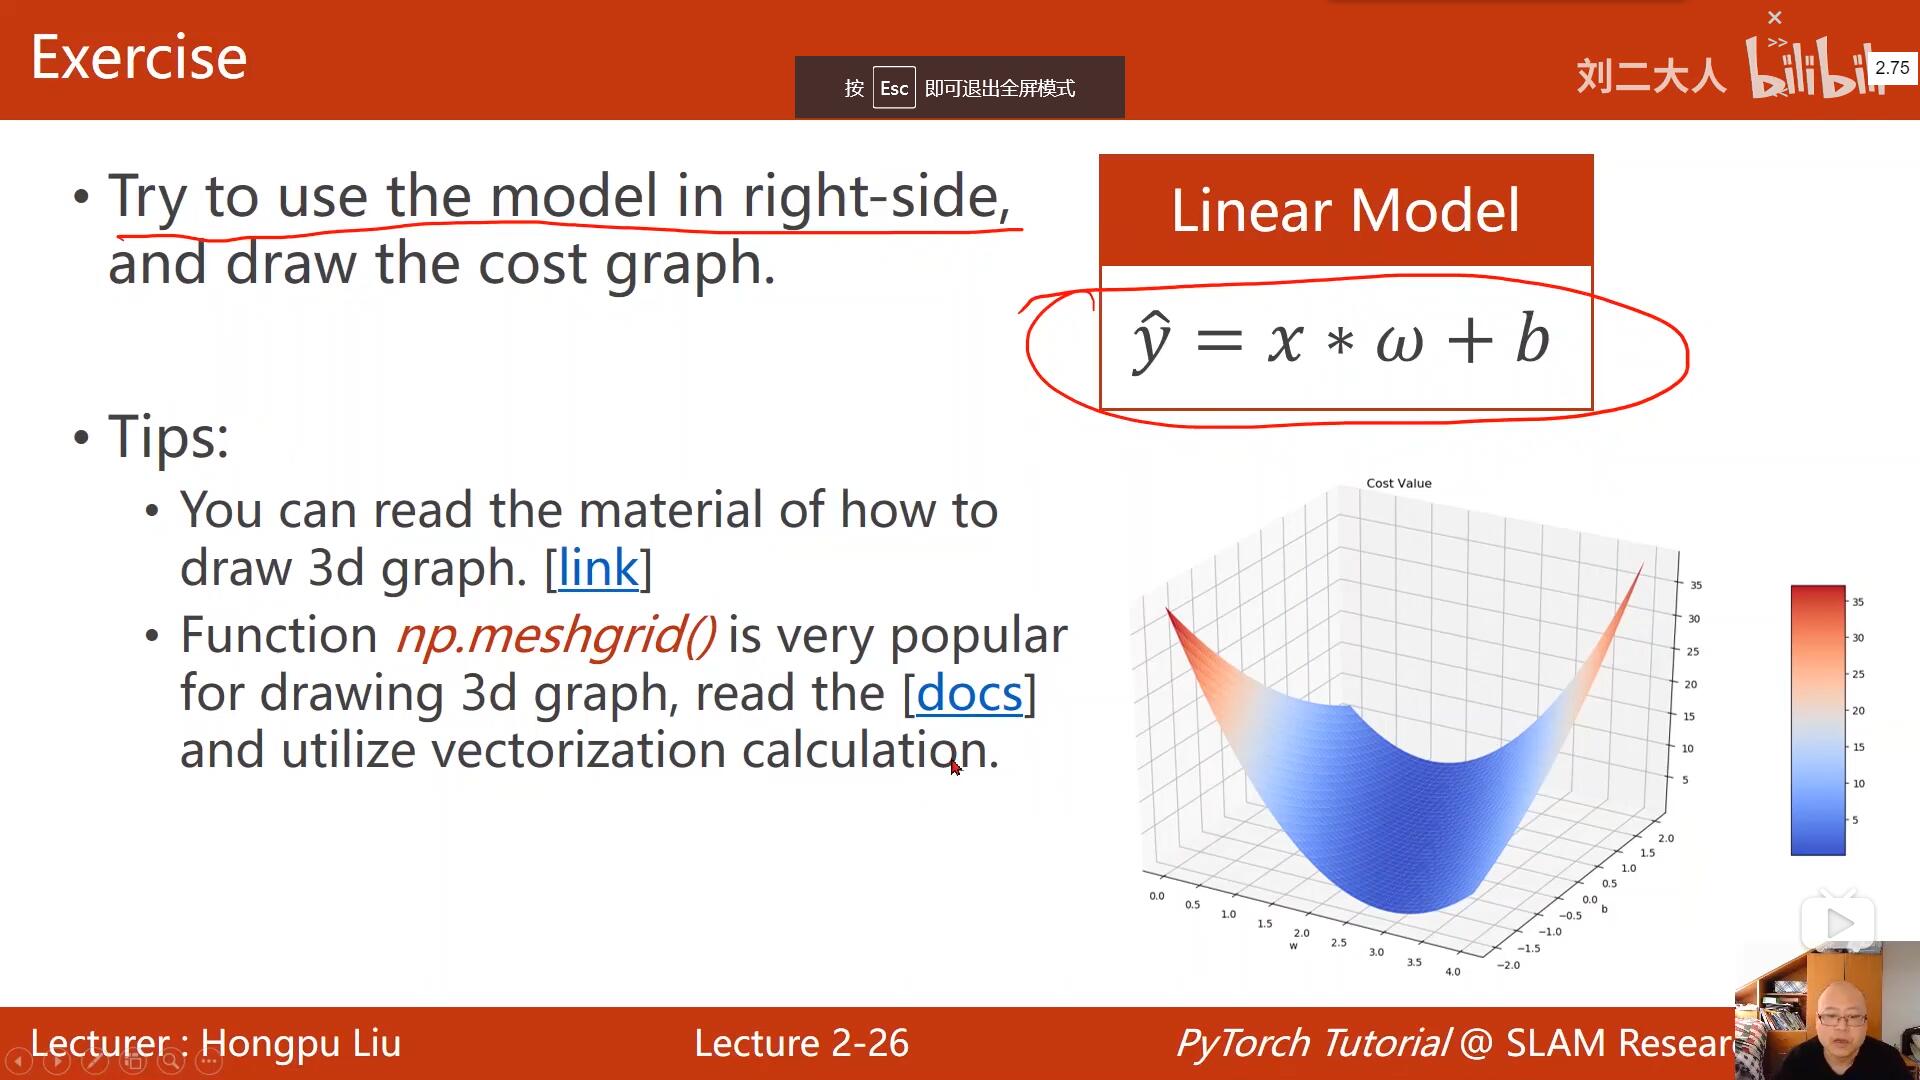 Exercise
按 Esc 即可退出全屏模式
刘二大人 bilibili
×
>>
2.75
• Try to use the model in right-side,
and draw the cost graph.
Linear Model
ŷ = x * ω + b
• Tips:
• You can read the material of how to
draw 3d graph. [link]
• Function np.meshgrid() is very popular
for drawing 3d graph, read the [docs]
and utilize vectorization calculation.
Cost Value
35
30
25
20
15
10
5
0.0 0.5 1.0 1.5 2.0 2.5 3.0 3.5 4.0
w
−2.0 −1.5 −1.0 −0.5 0.0 0.5 1.0 1.5 2.0
b
35
30
25
20
15
10
5
Lecturer : Hongpu Liu
Lecture 2-26
PyTorch Tutorial @ SLAM Resear